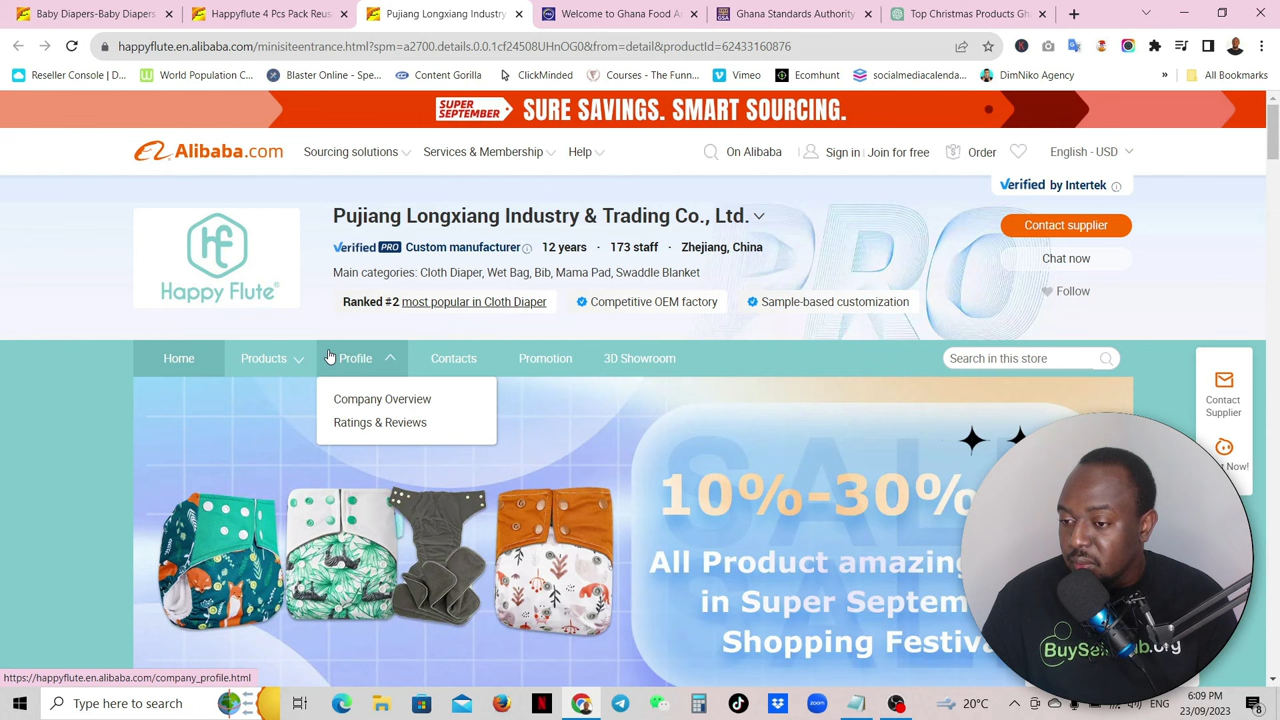 Baby Diapers-Baby Diapers
Happyflute 4 Pcs Pack Reus
Pujiang Longxiang Industry
Welcome to Ghana Food A
Ghana Standards Authority
Top Christmas Products Gh
happyflute.en.alibaba.com/minisiteentrance.html?spm=a2700.details.0.0.1cf24508UHnOG0&from=detail&productId=62433160876
Reseller Console | D...
World Population C...
Blaster Online - Spe...
Content Gorilla
ClickMinded
Courses - The Funn...
Vimeo
Ecomhunt
socialmediacalenda...
DimNiko Agency
»
All Bookmarks
SUPER SEPTEMBER
SURE SAVINGS. SMART SOURCING.
Alibaba.com
Sourcing solutions
Services & Membership
Help
On Alibaba
Sign in | Join for free
Order
English - USD
Verified by Intertek
Happy Flute
Pujiang Longxiang Industry & Trading Co., Ltd.
Verified PRO Custom manufacturer 12 years · 173 staff · Zhejiang, China
Main categories: Cloth Diaper, Wet Bag, Bib, Mama Pad, Swaddle Blanket
Ranked #2 most popular in Cloth Diaper
Competitive OEM factory
Sample-based customization
PRO
Contact supplier
Chat now
Follow
Home
Products
Profile
Contacts
Promotion
3D Showroom
Search in this store
Company Overview
Ratings & Reviews
Contact
Supplier
Now!
SALE
10%-30%
All Product amazing
in Super Septem
Shopping Festiva
BuySell
.org
https://happyflute.en.alibaba.com/company_profile.html
Type here to search
20°C
ENG
6:09 PM
23/09/2023
8